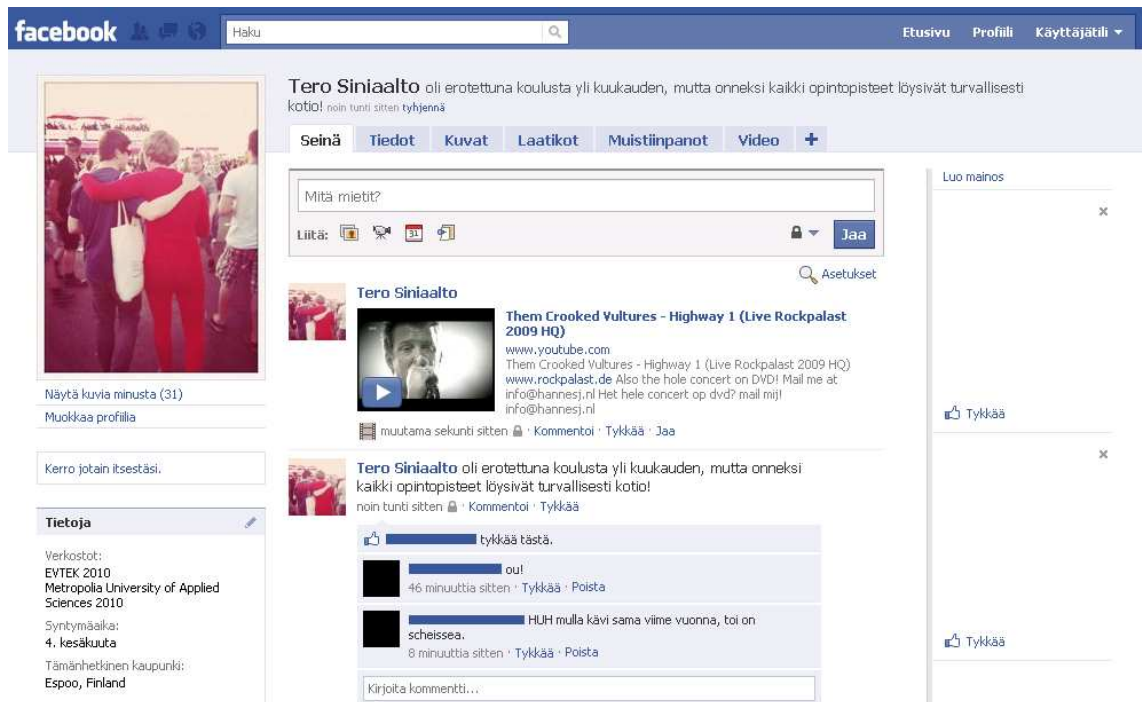 facebook
Haku
Etusivu Profiili Käyttäjätili
Tero Siniaalto oli erotettuna koulusta yli kuukauden, mutta onneksi kaikki opintopisteet löysivät turvallisesti
kotio! noin tunti sitten tyhjennä
Seinä Tiedot Kuvat Laatikot Muistiinpanot Video +
Mitä mietit?
Liitä: 31 Jaa
Asetukset
Tero Siniaalto
Them Crooked Vultures - Highway 1 (Live Rockpalast
2009 HQ)
www.youtube.com
Them Crooked Vultures - Highway 1 (Live Rockpalast 2009 HQ)
www.rockpalast.de Also the hole concert on DVD! Mail me at
info@hannesj.nl Het hele concert op dvd? mail mij!
info@hannesj.nl
muutama sekunti sitten · Kommentoi · Tykkää · Jaa
Tero Siniaalto oli erotettuna koulusta yli kuukauden, mutta onneksi
kaikki opintopisteet löysivät turvallisesti kotio!
noin tunti sitten · Kommentoi · Tykkää
tykkää tästä.
ou!
46 minuuttia sitten · Tykkää · Poista
HUH mulla kävi sama viime vuonna, toi on
scheissea.
8 minuuttia sitten · Tykkää · Poista
Kirjoita kommentti...
Näytä kuvia minusta (31)
Muokkaa profiilia
Kerro jotain itsestäsi.
Tietoja
Verkostot:
EVTEK 2010
Metropolia University of Applied
Sciences 2010
Syntymäaika:
4. kesäkuuta
Tämänhetkinen kaupunki:
Espoo, Finland
Luo mainos
Tykkää
Tykkää